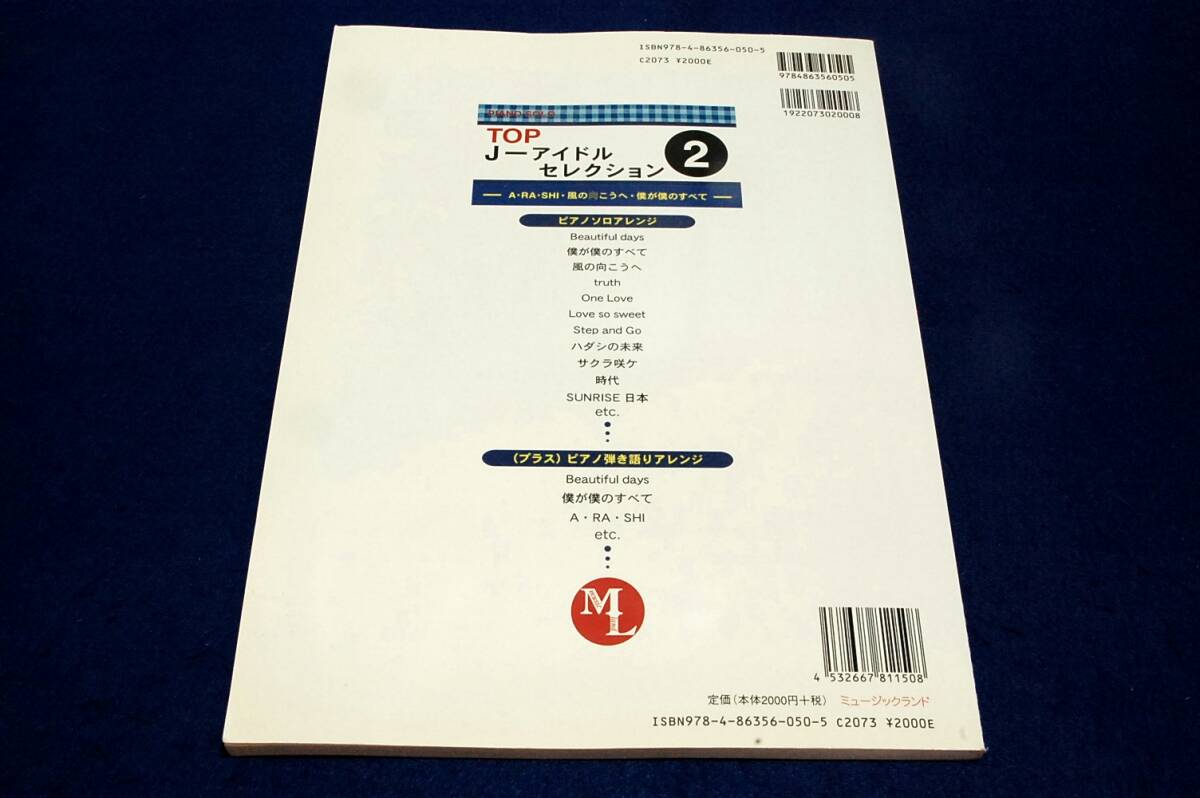 ISBN978-4-86356-050-5
C2073 ¥2000E
9784863560505
1922073020008
PIANO SOLO
TOP
J－アイドル
セレクション
2
A・RA・SHI・風の向こうへ・僕が僕のすべて
ピアノソロアレンジ
Beautiful days
僕が僕のすべて
風の向こうへ
truth
One Love
Love so sweet
Step and Go
ハダシの未来
サクラ咲ケ
時代
SUNRISE 日本
etc.
(プラス) ピアノ弾き語りアレンジ
Beautiful days
僕が僕のすべて
A・RA・SHI
etc.
ML
4 532667 811508
定価(本体2000円＋税) ミュージックランド
ISBN978-4-86356-050-5 C2073 ¥2000E